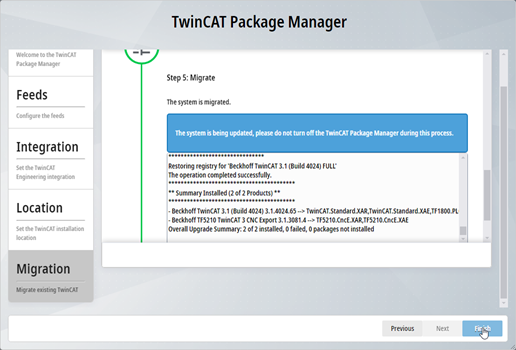 TwinCAT Package Manager
Welcome to the TwinCAT
Package Manager
Feeds
Configure the feeds
Integration
Set the TwinCAT
Engineering integration
Location
Set the TwinCAT installation
location
Migration
Migrate existing TwinCAT
Step 5: Migrate
The system is migrated.
The system is being updated, please do not turn off the TwinCAT Package Manager during this process.
*******************************
Restoring registry for 'Beckhoff TwinCAT 3.1 (Build 4024) FULL'
The operation completed successfully.
*****************************************
** Summary Installed (2 of 2 Products) **
*****************************************
- Beckhoff TwinCAT 3.1 (Build 4024) 3.1.4024.65 --> TwinCAT.Standard.XAR,TwinCAT.Standard.XAE,TF1800.PL
- Beckhoff TF5210 TwinCAT 3 CNC Export 3.1.3081.4 --> TF5210.CncE.XAR,TF5210.CncE.XAE
Overall Upgrade Summary: 2 of 2 installed, 0 failed, 0 packages not installed
Previous
Next
Finish